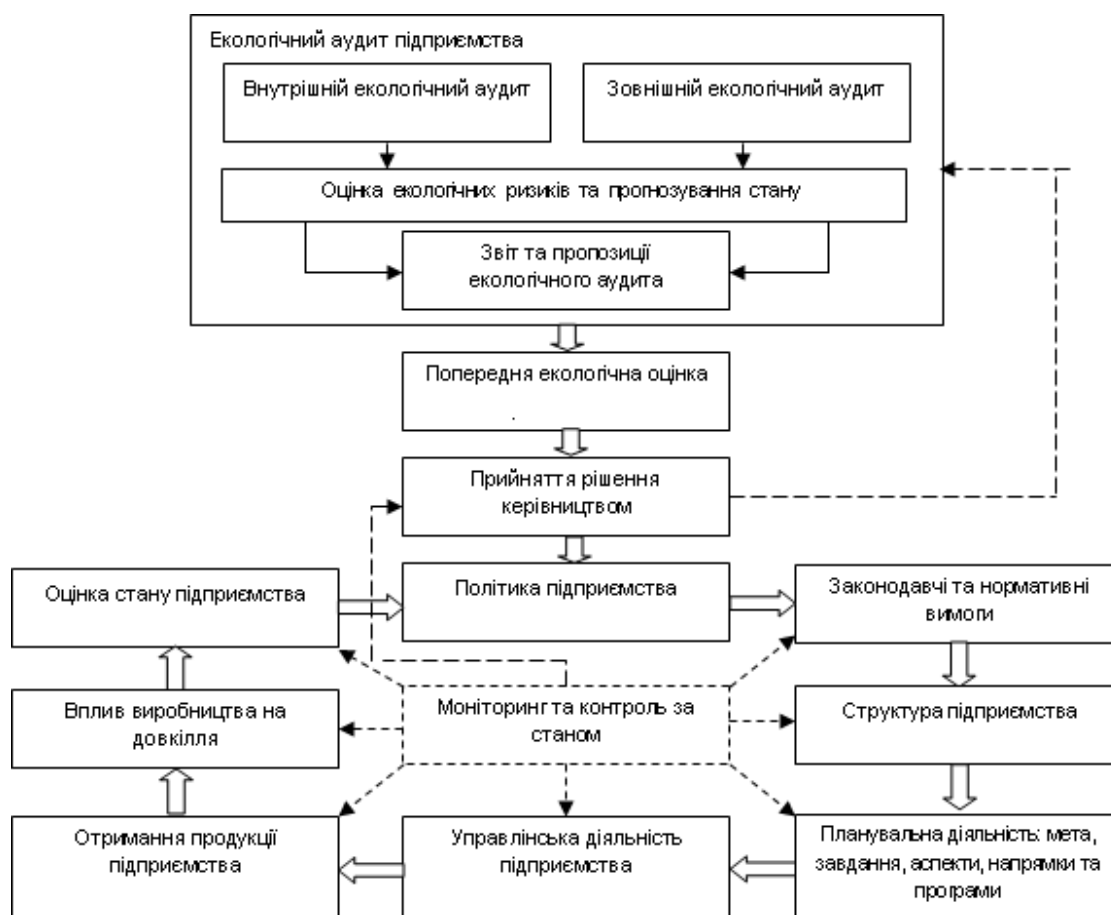 Екологічний аудит підприємства
Внутрішній екологічний аудит
Зовнішній екологічний аудит
Оцінка екологічних ризиків та прогнозування стану
Звіт та пропозиції
екологічного аудита
Попередня екологічна оцінка
Прийняття рішення
керівництвом
Оцінка стану підприємства
Політика підприємства
Законодавчі та нормативні
вимоги
Вплив виробництва на
довкілля
Моніторинг та контроль за
станом
Структура підприємства
Отримання продукції
підприємства
Управлінська діяльність
підприємства
Планувальна діяльність: мета,
завдання, аспекти, напрямки та
програми